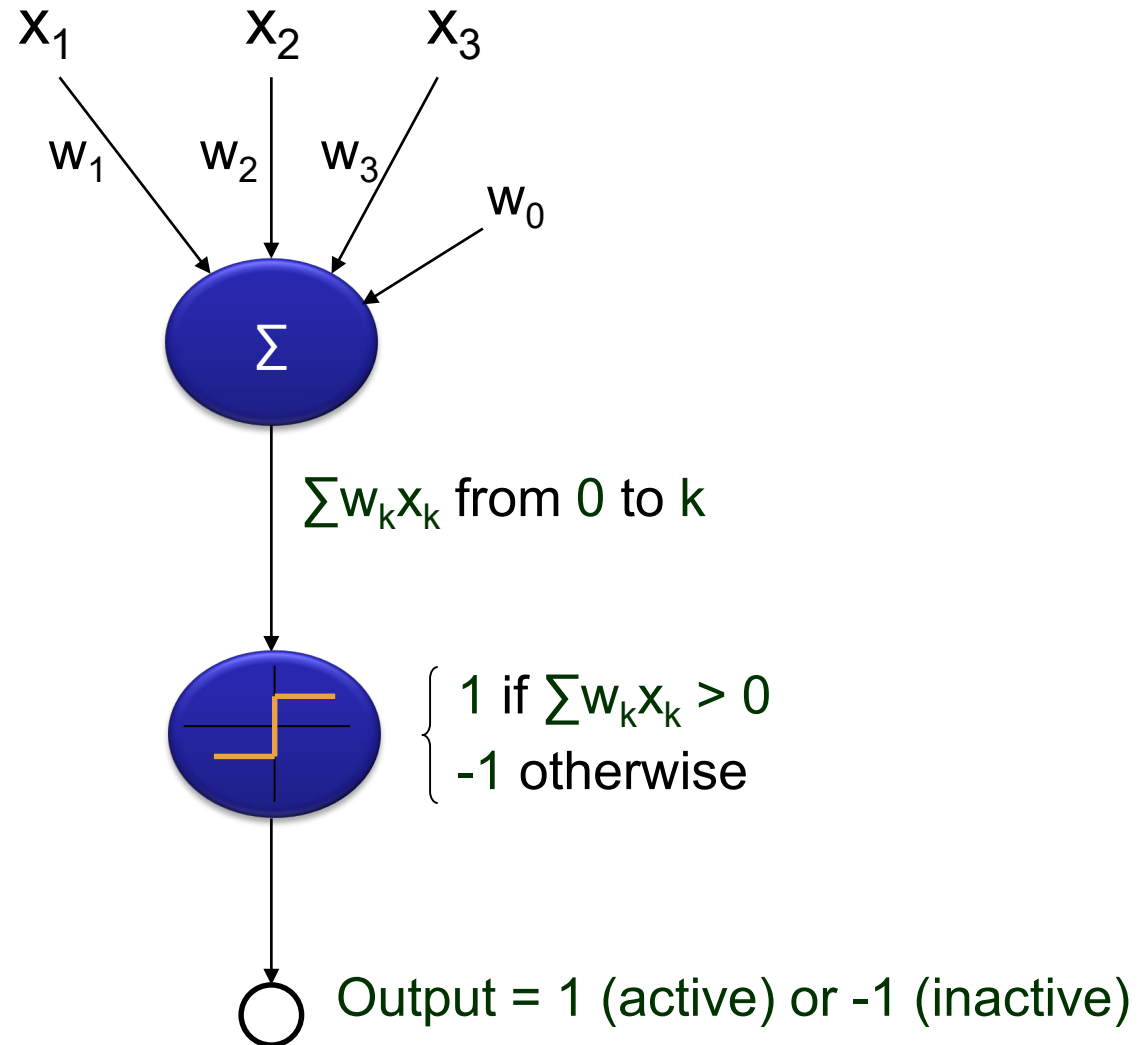 x₁ x₂ x₃
w₁ w₂ w₃
w₀
∑
∑wₖxₖ from 0 to k
1 if ∑wₖxₖ > 0
-1 otherwise
Output = 1 (active) or -1 (inactive)